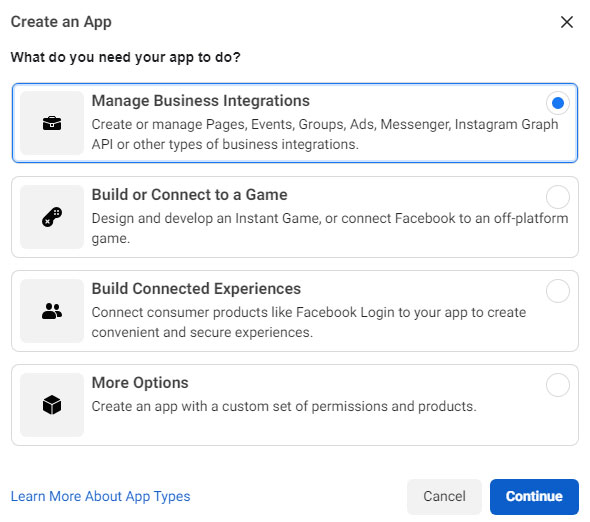 Create an App
What do you need your app to do?
Manage Business Integrations
Create or manage Pages, Events, Groups, Ads, Messenger, Instagram Graph
API or other types of business integrations.
Build or Connect to a Game
Design and develop an Instant Game, or connect Facebook to an off-platform
game.
Build Connected Experiences
Connect consumer products like Facebook Login to your app to create
convenient and secure experiences.
More Options
Create an app with a custom set of permissions and products.
Learn More About App Types
Cancel
Continue